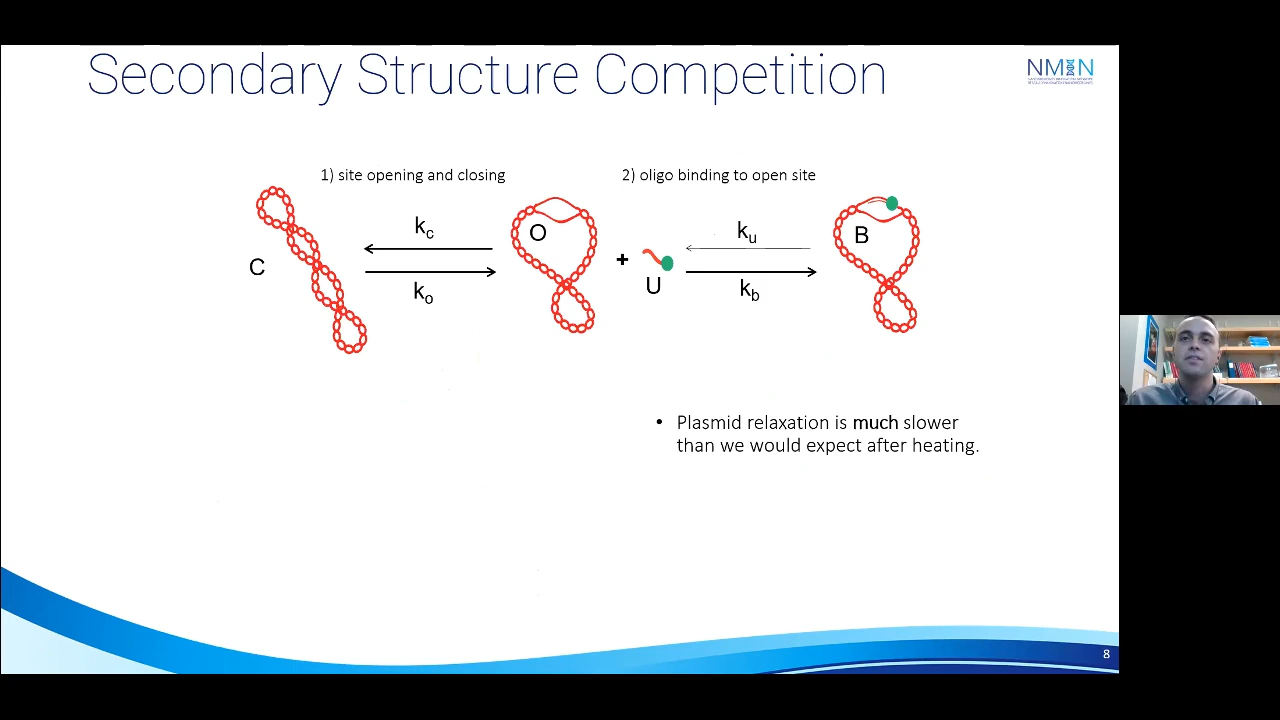 Secondary Structure Competition
NMIN
1) site opening and closing
2) oligo binding to open site
C
kc
ko
O
+
U
ku
kb
B
• Plasmid relaxation is much slower
than we would expect after heating.
8